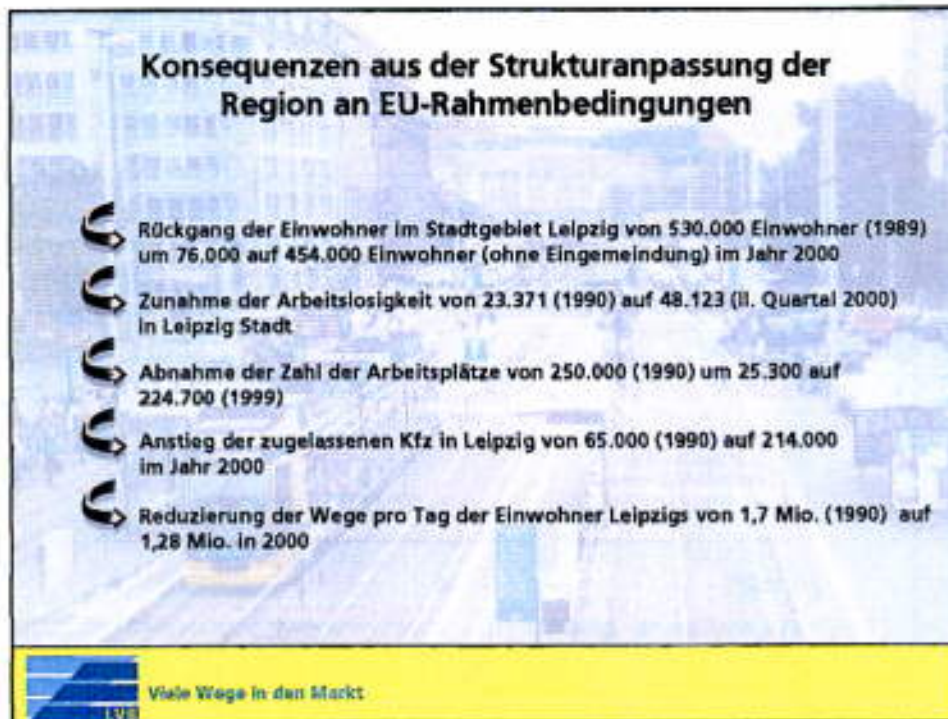 Konsequenzen aus der Strukturanpassung der
Region an EU-Rahmenbedingungen
Rückgang der Einwohner im Stadtgebiet Leipzig von 530.000 Einwohner (1989)
um 76.000 auf 454.000 Einwohner (ohne Eingemeindung) im Jahr 2000
Zunahme der Arbeitslosigkeit von 23.371 (1990) auf 48.123 (II. Quartal 2000)
in Leipzig Stadt
Abnahme der Zahl der Arbeitsplätze von 250.000 (1990) um 25.300 auf
224.700 (1999)
Anstieg der zugelassenen Kfz in Leipzig von 65.000 (1990) auf 214.000
im Jahr 2000
Reduzierung der Wege pro Tag der Einwohner Leipzigs von 1,7 Mio. (1990) auf
1,28 Mio. in 2000
Viele Wege in den Markt
LVB